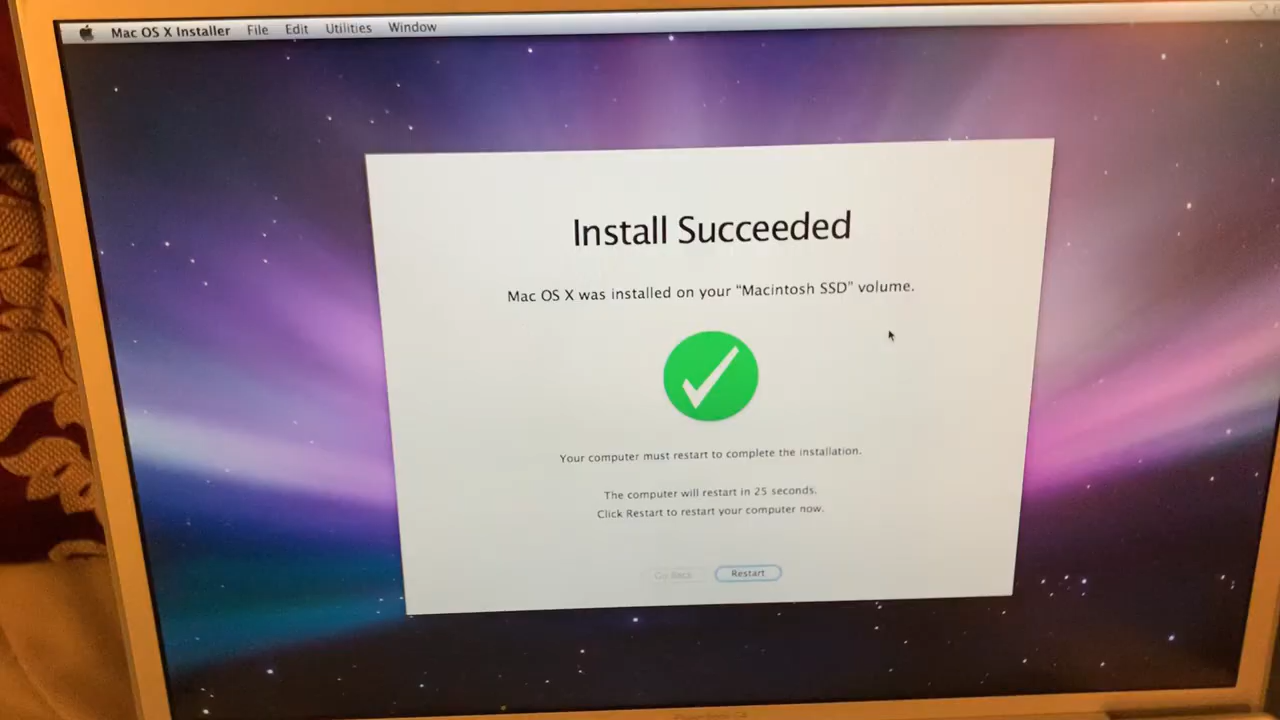 Mac OS X Installer File Edit Utilities Window
Install Succeeded
Mac OS X was installed on your “Macintosh SSD” volume.
Your computer must restart to complete the installation.
The computer will restart in 25 seconds.
Click Restart to restart your computer now.
Go Back Restart